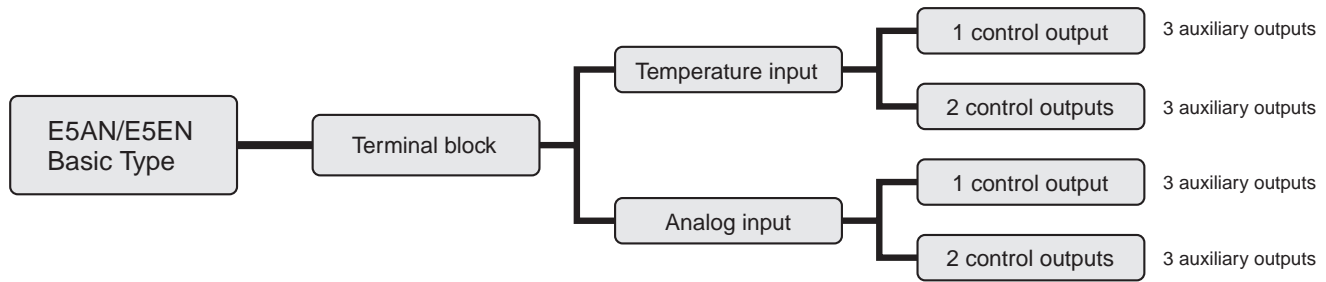 E5AN/E5EN
Basic Type
Terminal block
Temperature input
1 control output
3 auxiliary outputs
2 control outputs
3 auxiliary outputs
Analog input
1 control output
3 auxiliary outputs
2 control outputs
3 auxiliary outputs